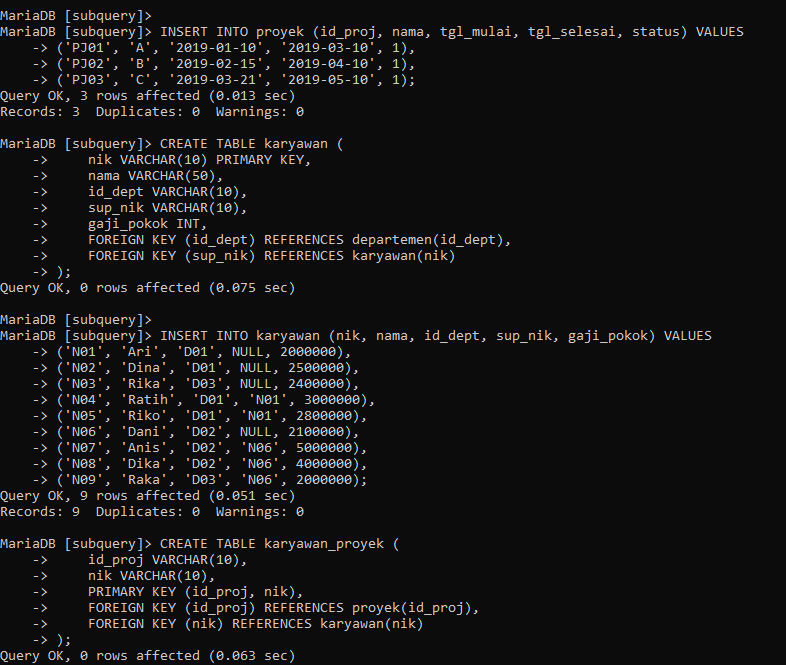 MariaDB [subquery]>
MariaDB [subquery]> INSERT INTO proyek (id_proj, nama, tgl_mulai, tgl_selesai, status) VALUES
    -> ('PJ01', 'A', '2019-01-10', '2019-03-10', 1),
    -> ('PJ02', 'B', '2019-02-15', '2019-04-10', 1),
    -> ('PJ03', 'C', '2019-03-21', '2019-05-10', 1);
Query OK, 3 rows affected (0.013 sec)
Records: 3  Duplicates: 0  Warnings: 0

MariaDB [subquery]> CREATE TABLE karyawan (
    ->     nik VARCHAR(10) PRIMARY KEY,
    ->     nama VARCHAR(50),
    ->     id_dept VARCHAR(10),
    ->     sup_nik VARCHAR(10),
    ->     gaji_pokok INT,
    ->     FOREIGN KEY (id_dept) REFERENCES departemen(id_dept),
    ->     FOREIGN KEY (sup_nik) REFERENCES karyawan(nik)
    -> );
Query OK, 0 rows affected (0.075 sec)

MariaDB [subquery]>
MariaDB [subquery]> INSERT INTO karyawan (nik, nama, id_dept, sup_nik, gaji_pokok) VALUES
    -> ('N01', 'Ari', 'D01', NULL, 2000000),
    -> ('N02', 'Dina', 'D01', NULL, 2500000),
    -> ('N03', 'Rika', 'D03', NULL, 2400000),
    -> ('N04', 'Ratih', 'D01', 'N01', 3000000),
    -> ('N05', 'Riko', 'D01', 'N01', 2800000),
    -> ('N06', 'Dani', 'D02', NULL, 2100000),
    -> ('N07', 'Anis', 'D02', 'N06', 5000000),
    -> ('N08', 'Dika', 'D02', 'N06', 4000000),
    -> ('N09', 'Raka', 'D03', 'N06', 2000000);
Query OK, 9 rows affected (0.051 sec)
Records: 9  Duplicates: 0  Warnings: 0

MariaDB [subquery]> CREATE TABLE karyawan_proyek (
    ->     id_proj VARCHAR(10),
    ->     nik VARCHAR(10),
    ->     PRIMARY KEY (id_proj, nik),
    ->     FOREIGN KEY (id_proj) REFERENCES proyek(id_proj),
    ->     FOREIGN KEY (nik) REFERENCES karyawan(nik)
    -> );
Query OK, 0 rows affected (0.063 sec)